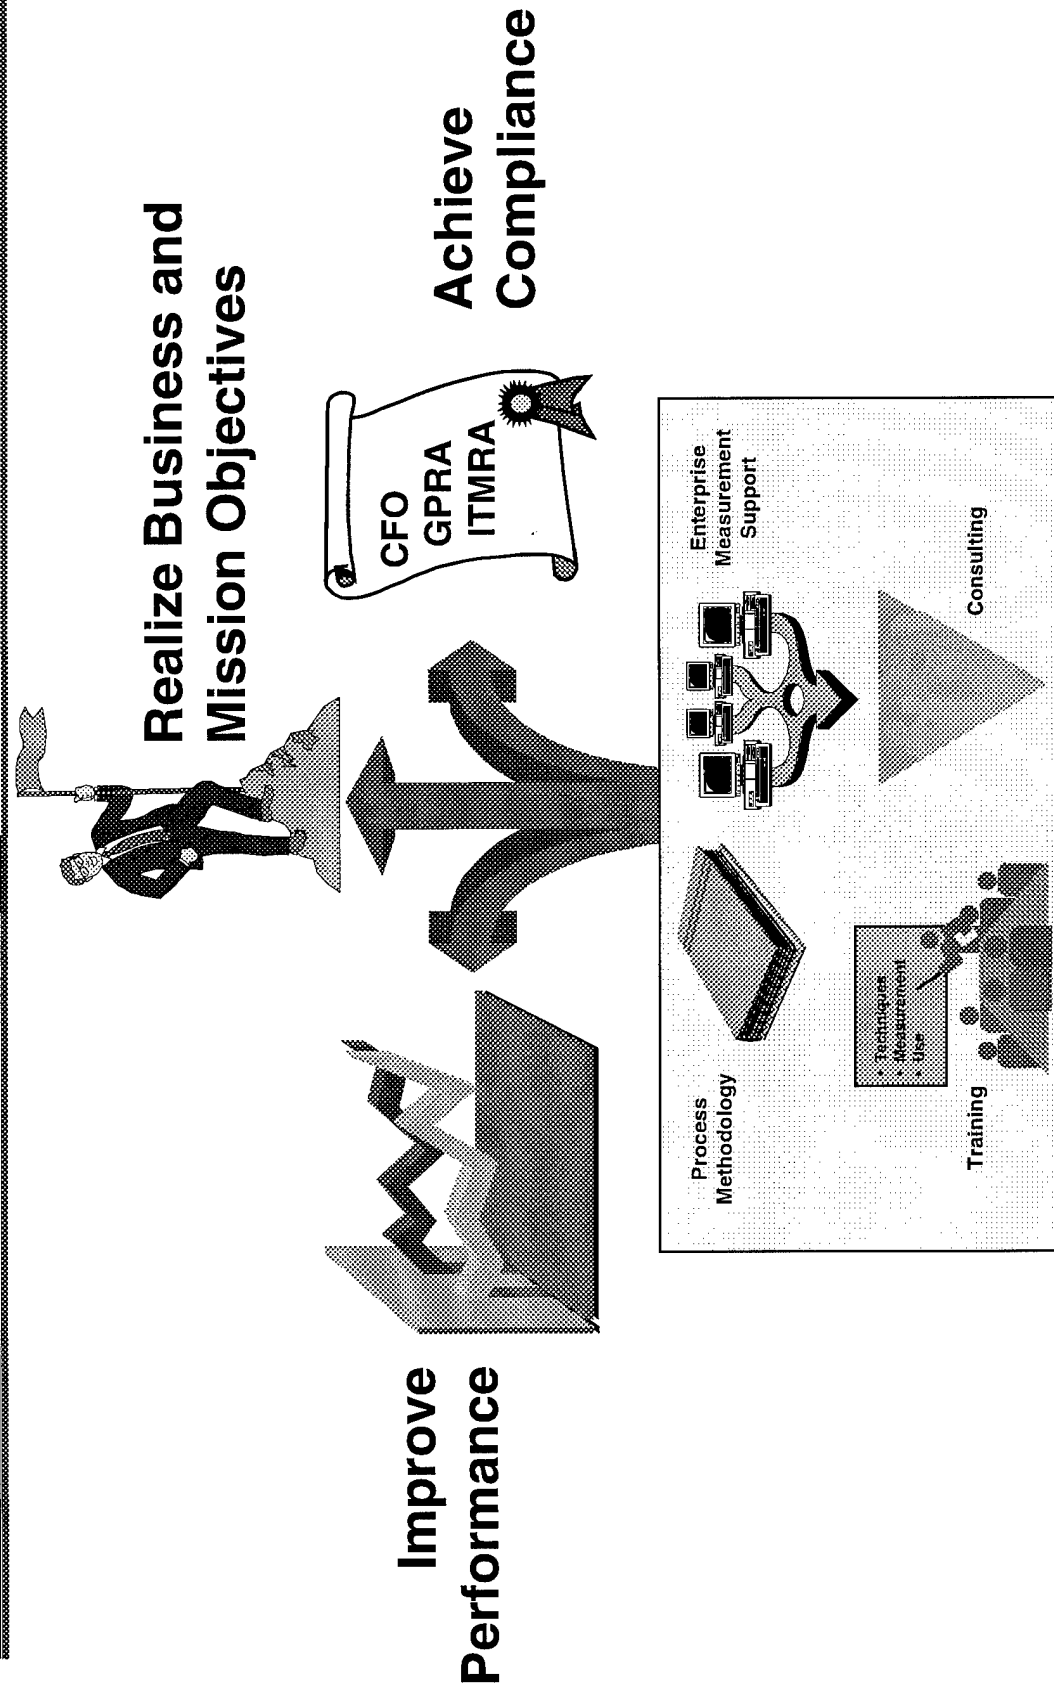 Realize Business and
Mission Objectives
Improve
Performance
CFO
GPRA
ITMRA
Achieve
Compliance
Process
Methodology
Enterprise
Measurement
Support
Training
• Techniques
• Measurement
• Use
Consulting